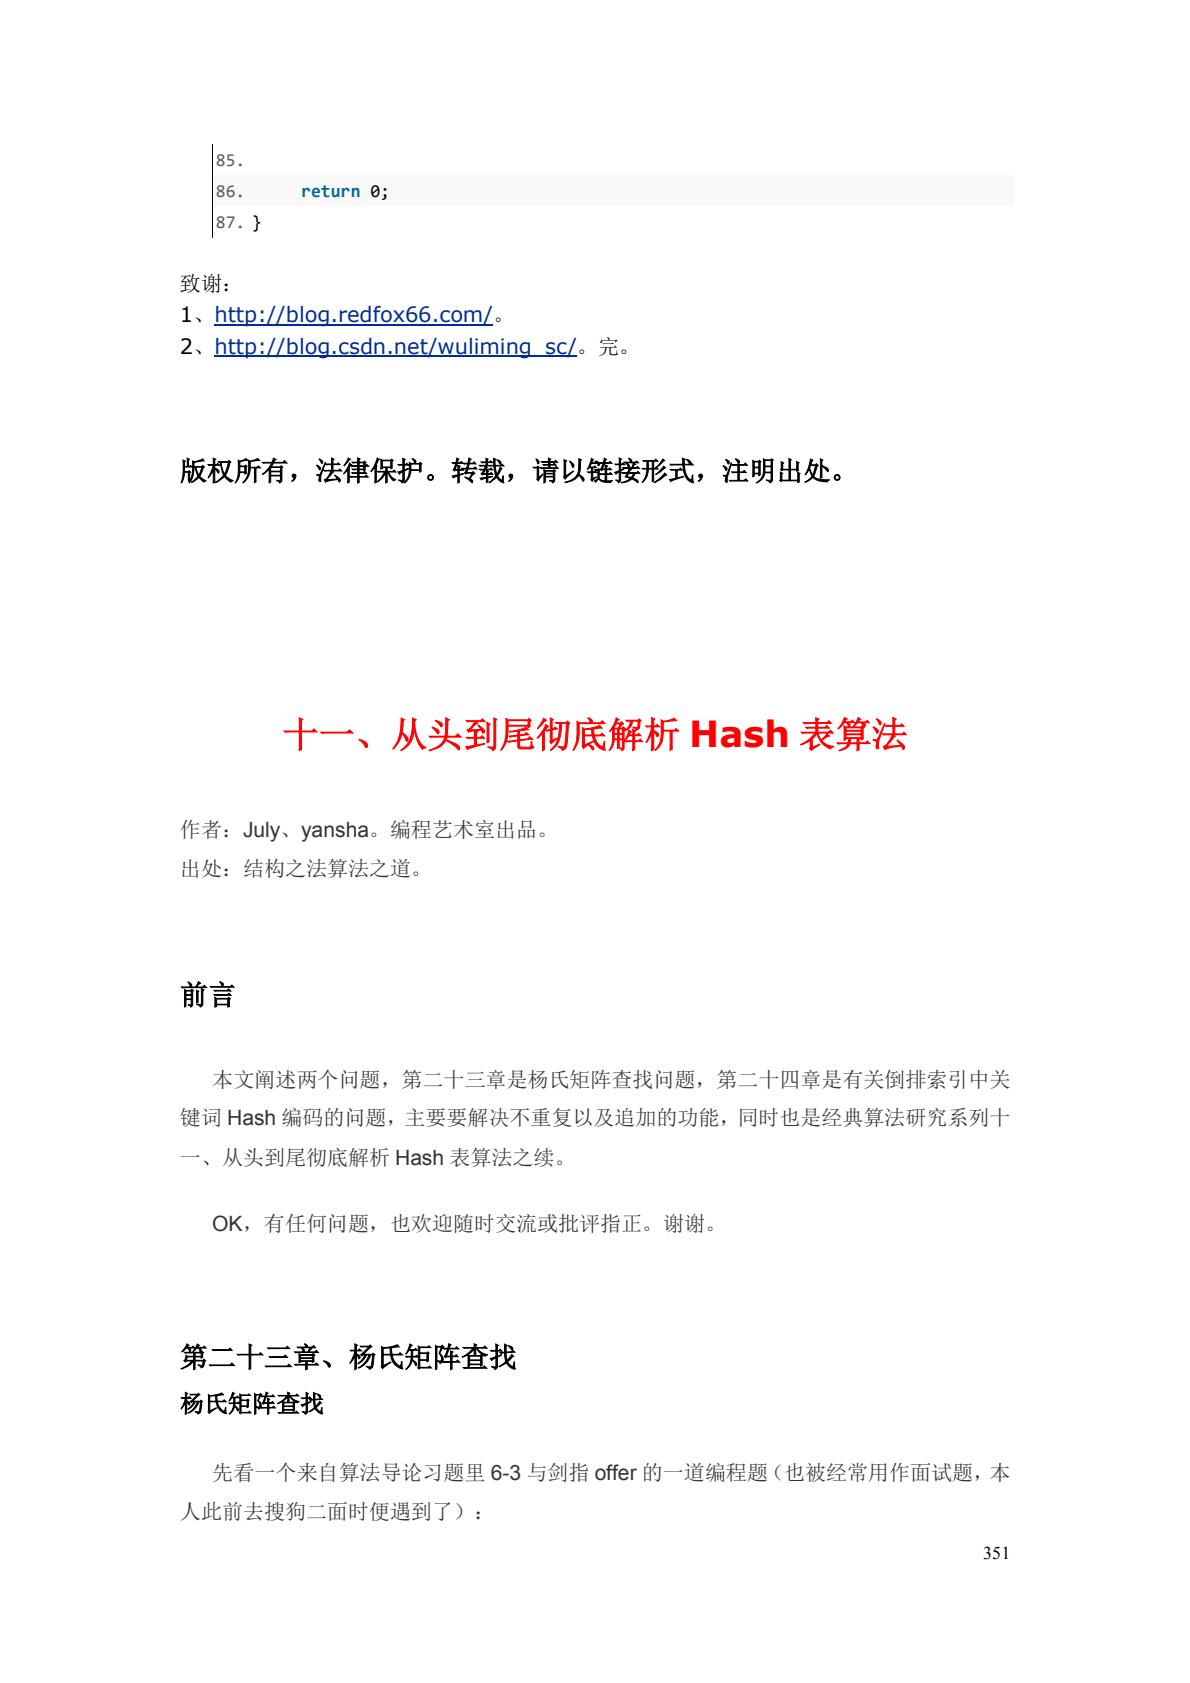 85.
86. return 0;
87. }
致谢：
1、http://blog.redfox66.com/。
2、http://blog.csdn.net/wuliming_sc/。完。
版权所有，法律保护。转载，请以链接形式，注明出处。
十一、从头到尾彻底解析 Hash 表算法
作者：July、yansha。编程艺术室出品。
出处：结构之法算法之道。
前言
本文阐述两个问题，第二十三章是杨氏矩阵查找问题，第二十四章是有关倒排索引中关
键词 Hash 编码的问题，主要要解决不重复以及追加的功能，同时也是经典算法研究系列十
一、从头到尾彻底解析 Hash 表算法之续。
OK，有任何问题，也欢迎随时交流或批评指正。谢谢。
第二十三章、杨氏矩阵查找
杨氏矩阵查找
先看一个来自算法导论习题里 6-3 与剑指 offer 的一道编程题（也被经常用作面试题，本
人此前去搜狗二面时便遇到了）：
351